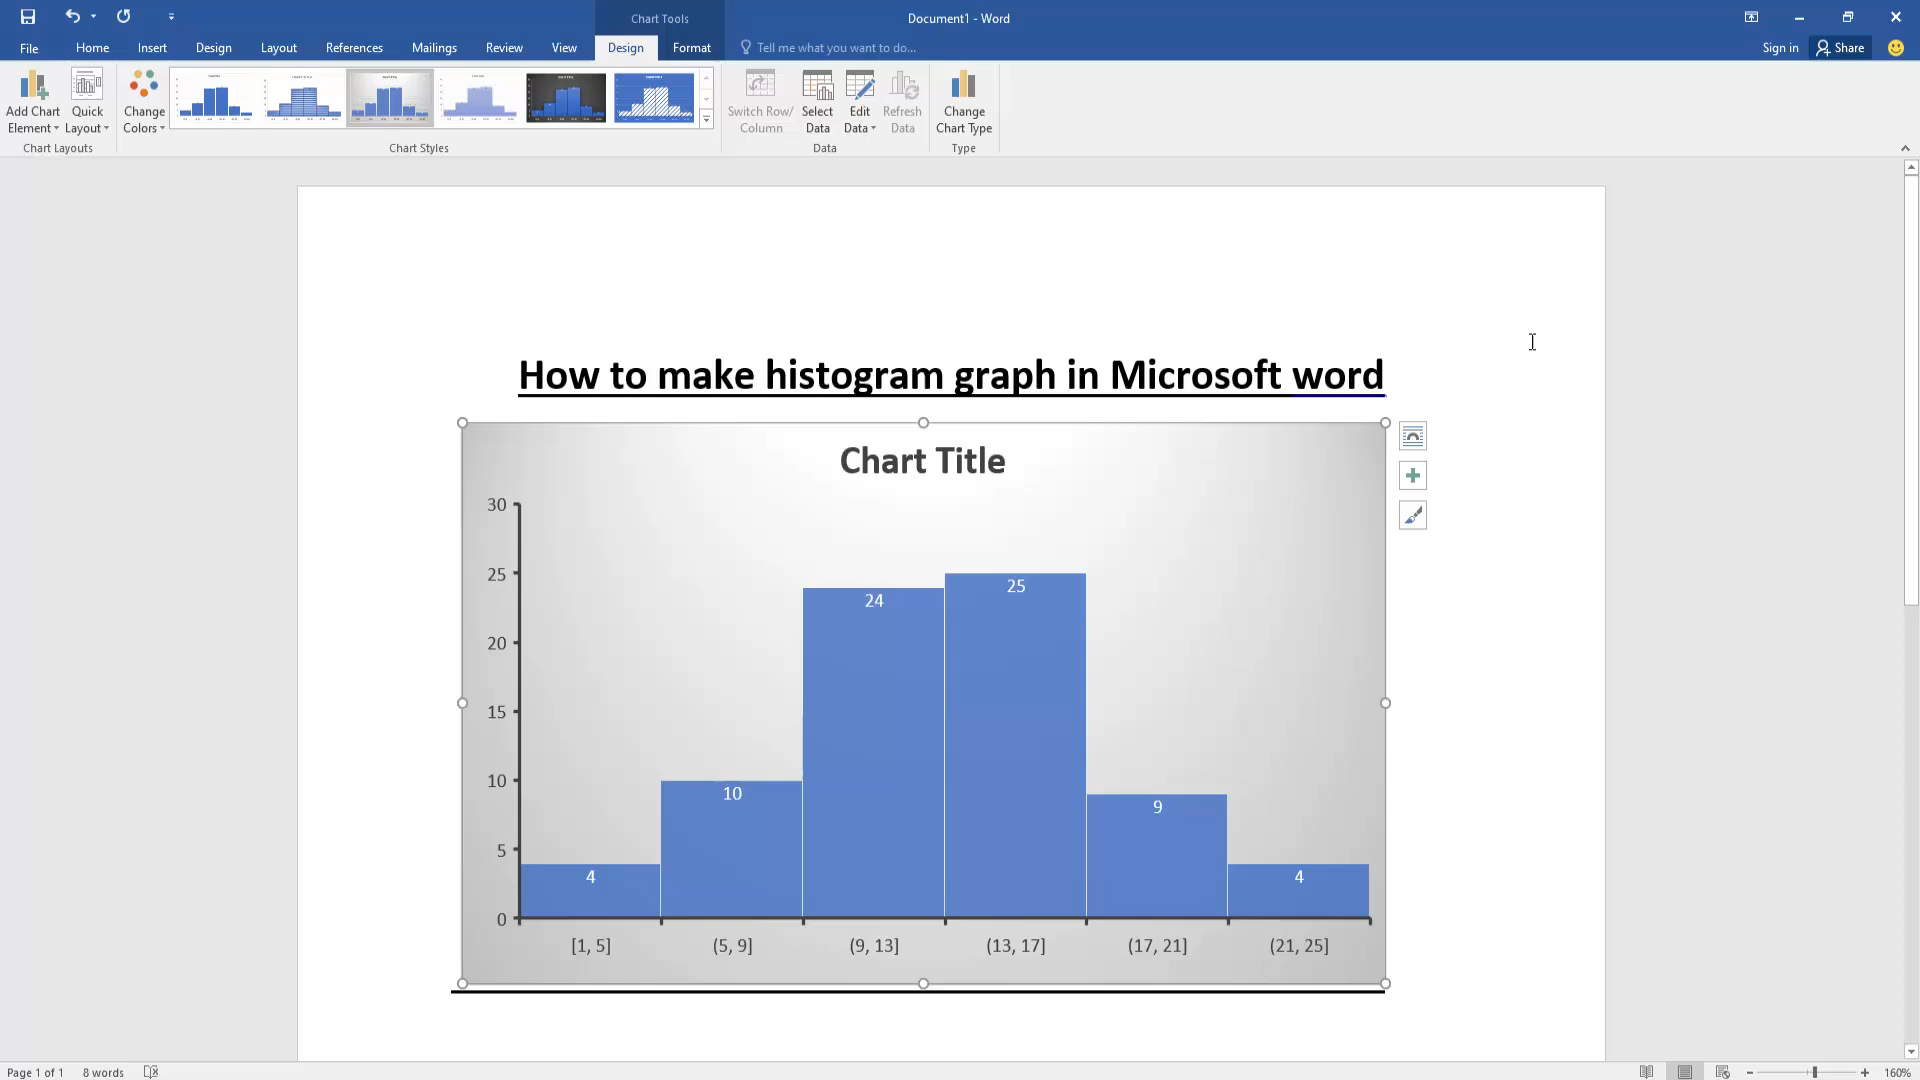 Chart Tools
Document1 - Word
File Home Insert Design Layout References Mailings Review View Design Format Tell me what you want to do... Sign in Share
Add Chart Element Quick Layout Change Colors Switch Row/ Column Select Data Edit Data Refresh Data Change Chart Type
Chart Layouts Chart Styles Data Type
How to make histogram graph in Microsoft word
Chart Title
30
25
20
15
10
5
0
4 10 24 25 9 4
[1, 5] (5, 9] (9, 13] (13, 17] (17, 21] (21, 25]
Page 1 of 1 8 words 160%